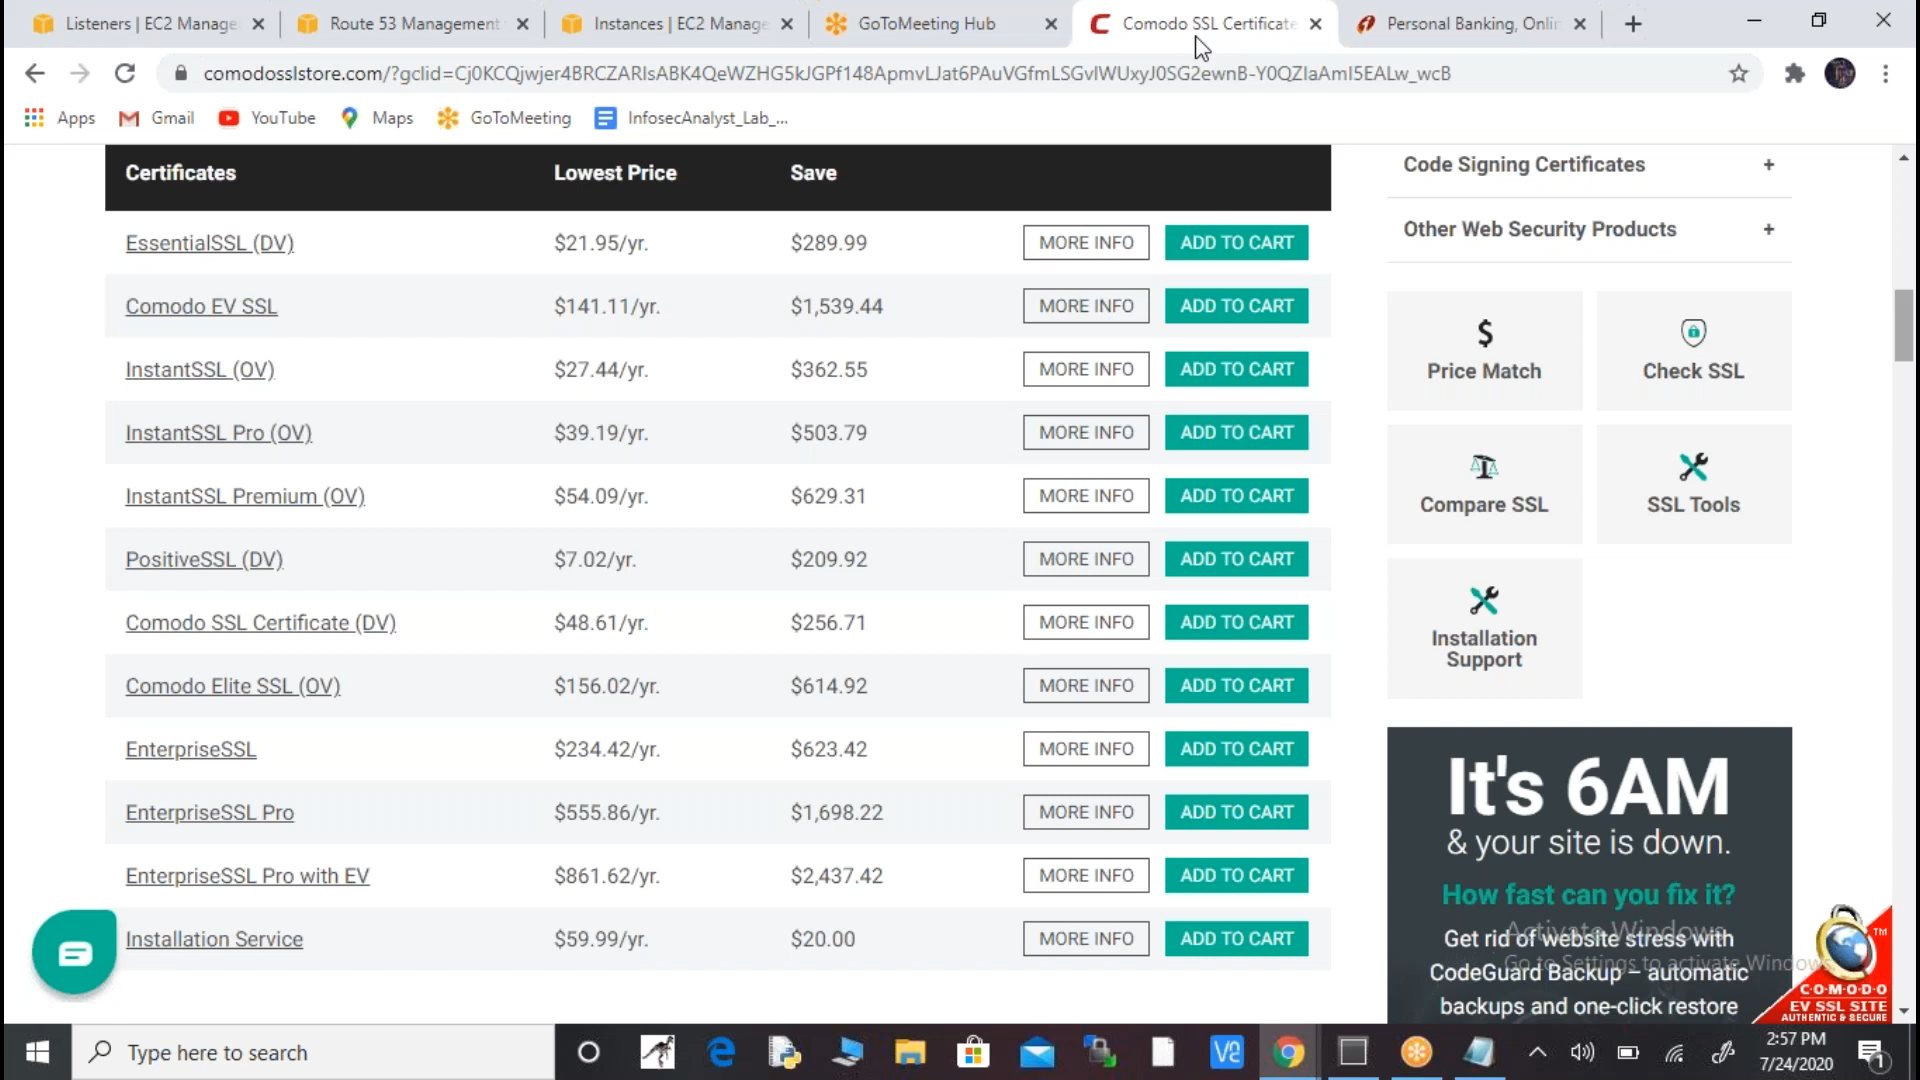 Listeners | EC2 Manage
Route 53 Management
Instances | EC2 Manage
GoToMeeting Hub
Comodo SSL Certificate
Personal Banking, Onlin
comodosslstore.com/?gclid=Cj0KCQjwjer4BRCZARIsABK4QeWZHG5kJGPf148ApmvLJat6PAuVGfmLSGvlWUxyJ0SG2ewnB-Y0QZIaAmI5EALw_wcB
Apps Gmail YouTube Maps GoToMeeting InfosecAnalyst_Lab_...
Certificates Lowest Price Save
EssentialSSL (DV) $21.95/yr. $289.99 MORE INFO ADD TO CART
Comodo EV SSL $141.11/yr. $1,539.44 MORE INFO ADD TO CART
InstantSSL (OV) $27.44/yr. $362.55 MORE INFO ADD TO CART
InstantSSL Pro (OV) $39.19/yr. $503.79 MORE INFO ADD TO CART
InstantSSL Premium (OV) $54.09/yr. $629.31 MORE INFO ADD TO CART
PositiveSSL (DV) $7.02/yr. $209.92 MORE INFO ADD TO CART
Comodo SSL Certificate (DV) $48.61/yr. $256.71 MORE INFO ADD TO CART
Comodo Elite SSL (OV) $156.02/yr. $614.92 MORE INFO ADD TO CART
EnterpriseSSL $234.42/yr. $623.42 MORE INFO ADD TO CART
EnterpriseSSL Pro $555.86/yr. $1,698.22 MORE INFO ADD TO CART
EnterpriseSSL Pro with EV $861.62/yr. $2,437.42 MORE INFO ADD TO CART
Installation Service $59.99/yr. $20.00 MORE INFO ADD TO CART
Code Signing Certificates +
Other Web Security Products +
$
Price Match
Check SSL
Compare SSL
SSL Tools
Installation
Support
It's 6AM
& your site is down.
How fast can you fix it?
Activate Windows
Get rid of website stress with
Go to Settings to activate Windows.
CodeGuard Backup – automatic
backups and one-click restore
TM
C·O·M·O·D·O
EV SSL SITE
AUTHENTIC & SECURE
Type here to search
2:57 PM
7/24/2020
1